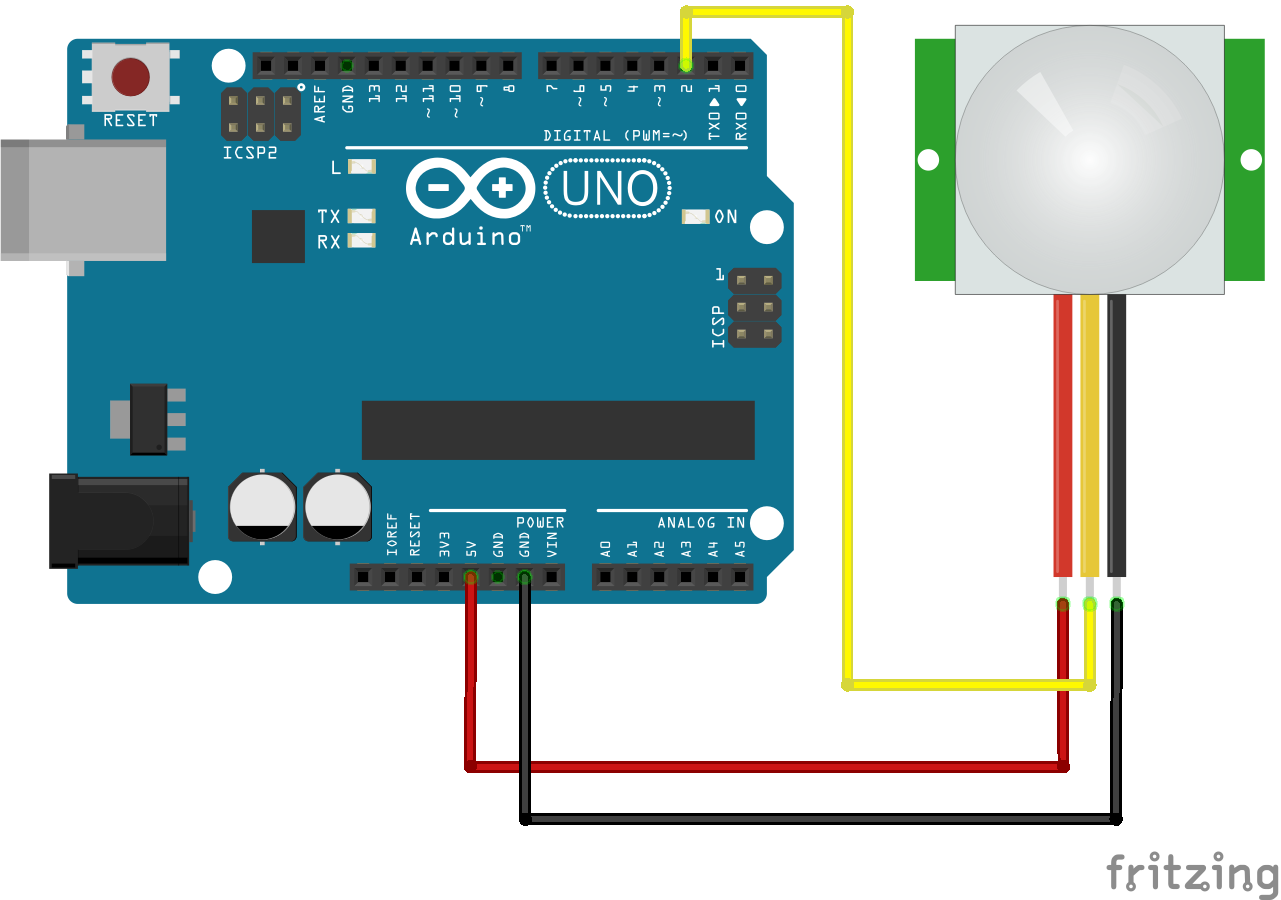 RESET
ICSP2
AREF
GND
13
12
~11
~10
~9
8
7
~6
~5
4
~3
2
TX0▶1
RX0◀0
DIGITAL (PWM=~)
L
TX
RX
Arduino™
UNO
ON
1
ICSP
IOREF
RESET
3V3
5V
GND
GND
VIN
POWER
ANALOG IN
A0
A1
A2
A3
A4
A5
fritzing